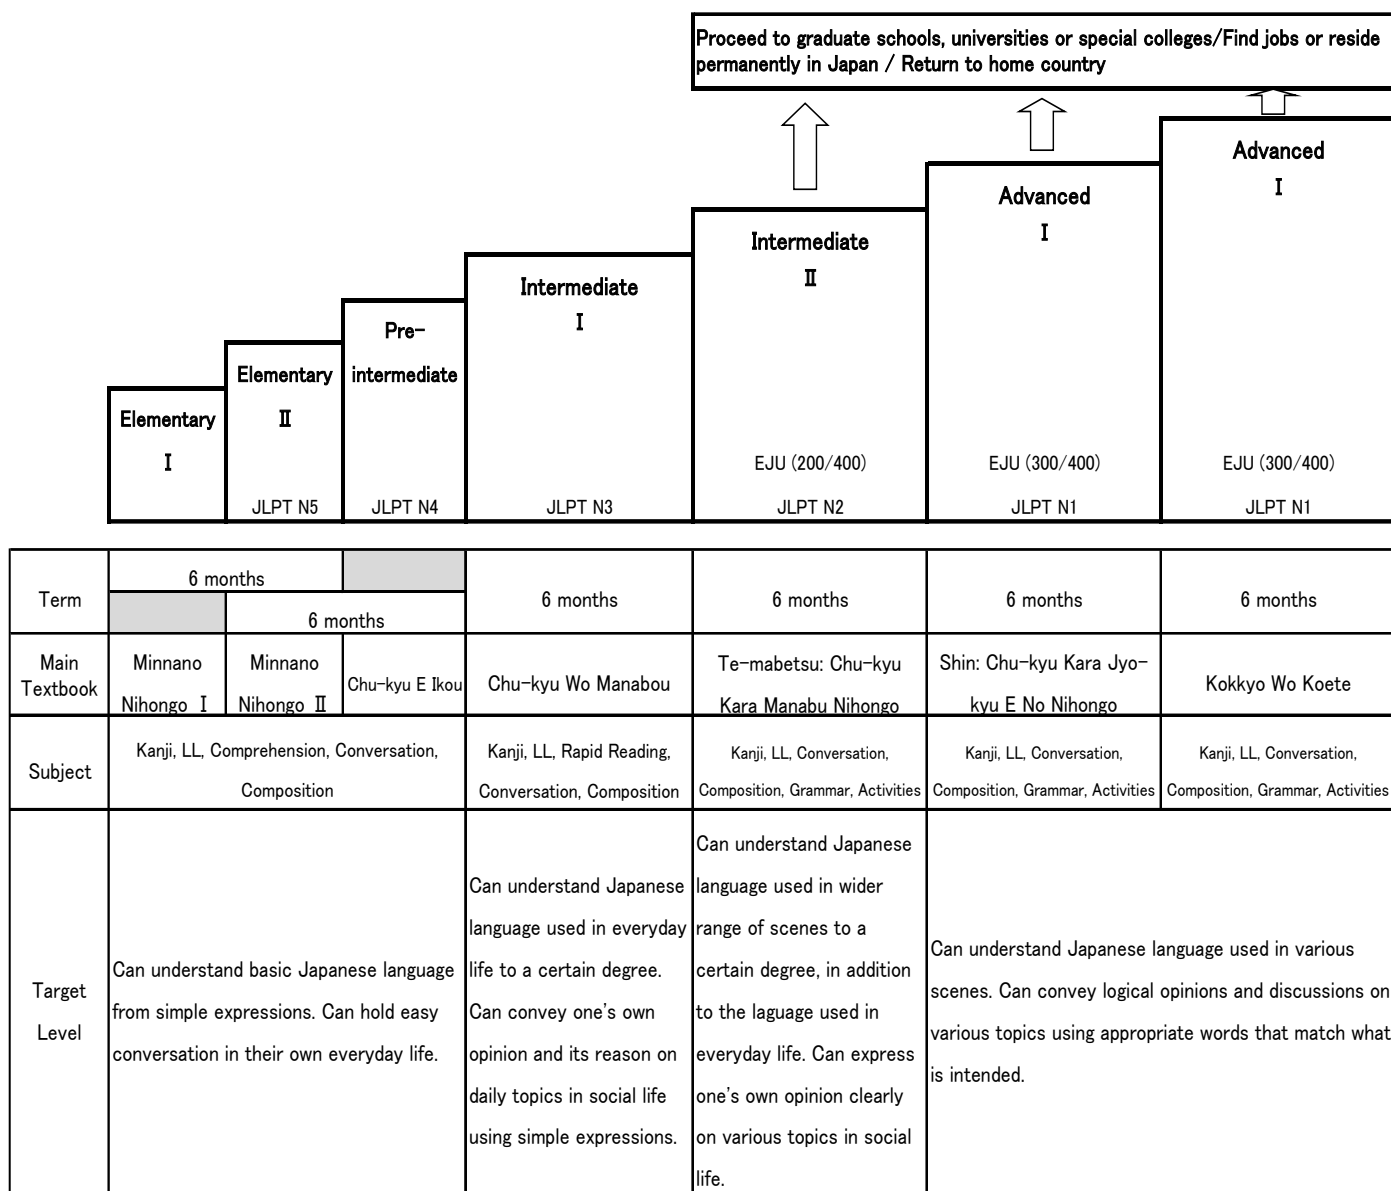 Proceed to graduate schools, universities or special colleges/Find jobs or reside
permanently in Japan / Return to home country
Advanced
Ⅰ
Advanced
Ⅰ
Intermediate
Ⅱ
Intermediate
Ⅰ
Pre-
intermediate
Elementary
Ⅱ
Elementary
Ⅰ
EJU (200/400)
EJU (300/400)
EJU (300/400)
JLPT N5
JLPT N4
JLPT N3
JLPT N2
JLPT N1
JLPT N1
Term
6 months
6 months
6 months
6 months
6 months
6 months
Main
Textbook
Minnano
Nihongo Ⅰ
Minnano
Nihongo Ⅱ
Chu-kyu E Ikou
Chu-kyu Wo Manabou
Te-mabetsu: Chu-kyu
Kara Manabu Nihongo
Shin: Chu-kyu Kara Jyo-
kyu E No Nihongo
Kokkyo Wo Koete
Subject
Kanji, LL, Comprehension, Conversation,
Composition
Kanji, LL, Rapid Reading,
Conversation, Composition
Kanji, LL, Conversation,
Composition, Grammar, Activities
Kanji, LL, Conversation,
Composition, Grammar, Activities
Kanji, LL, Conversation,
Composition, Grammar, Activities
Target
Level
Can understand basic Japanese language
from simple expressions. Can hold easy
conversation in their own everyday life.
Can understand Japanese
language used in everyday
life to a certain degree.
Can convey one's own
opinion and its reason on
daily topics in social life
using simple expressions.
Can understand Japanese
language used in wider
range of scenes to a
certain degree, in addition
to the laguage used in
everyday life. Can express
one's own opinion clearly
on various topics in social
life.
Can understand Japanese language used in various
scenes. Can convey logical opinions and discussions on
various topics using appropriate words that match what
is intended.